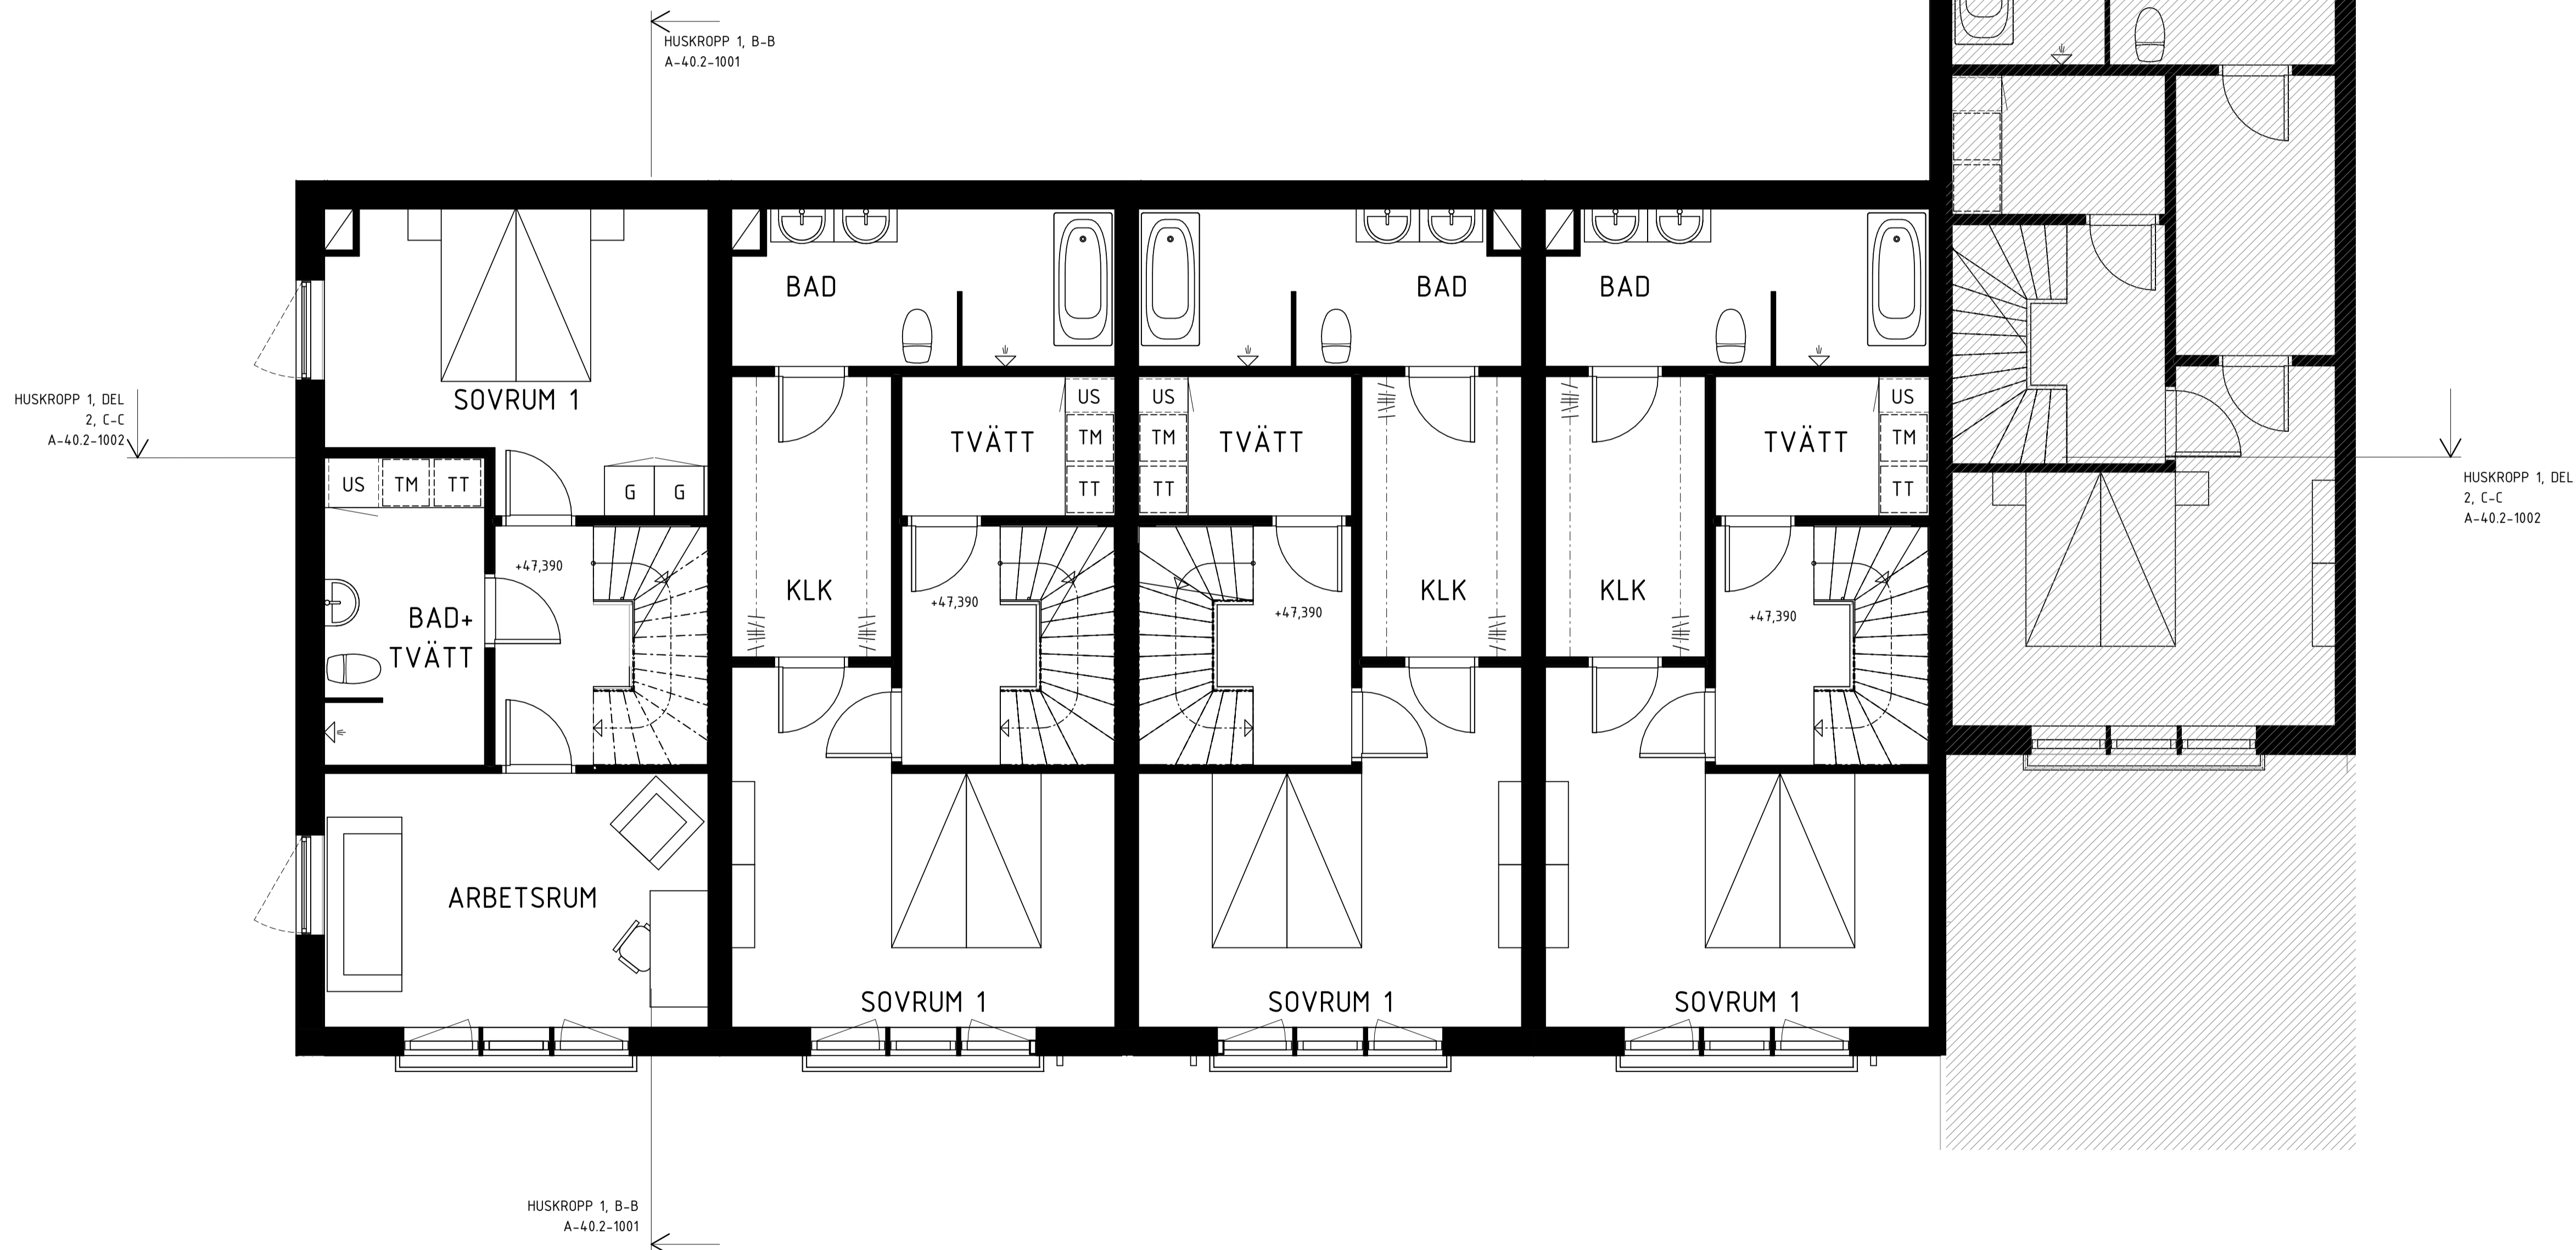 HUSKROPP 1, B-B
A-40.2-1001
HUSKROPP 1, DEL
2, C-C
A-40.2-1002
SOVRUM 1
US
TM
TT
G
G
+47,390
BAD+
TVÄTT
ARBETSRUM
BAD
TVÄTT
US
TM
TT
KLK
+47,390
SOVRUM 1
BAD
US
TM
TT
TVÄTT
KLK
+47,390
SOVRUM 1
BAD
TVÄTT
US
TM
TT
KLK
+47,390
SOVRUM 1
HUSKROPP 1, DEL
2, C-C
A-40.2-1002
HUSKROPP 1, B-B
A-40.2-1001